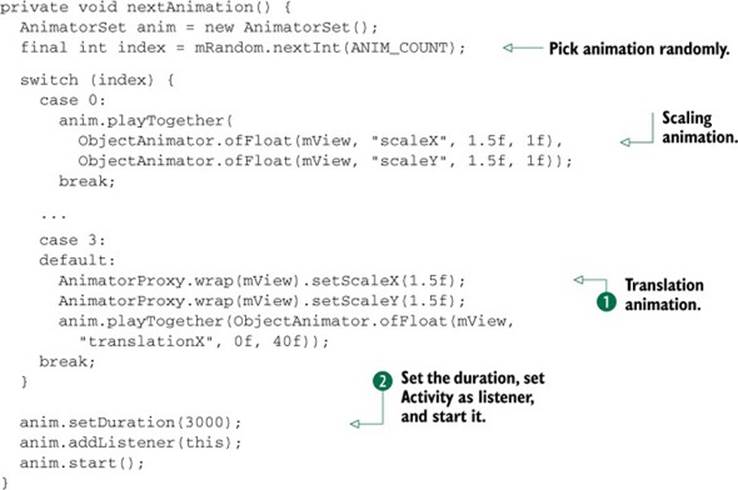 private void nextAnimation() {
AnimatorSet anim = new AnimatorSet();
final int index = mRandom.nextInt(ANIM_COUNT);
Pick animation randomly.
switch (index) {
case 0:
anim.playTogether(
ObjectAnimator.ofFloat(mView, "scaleX", 1.5f, 1f),
ObjectAnimator.ofFloat(mView, "scaleY", 1.5f, 1f));
Scaling
animation.
break;
...
case 3:
default:
AnimatorProxy.wrap(mView).setScaleX(1.5f);
AnimatorProxy.wrap(mView).setScaleY(1.5f);
anim.playTogether(ObjectAnimator.ofFloat(mView,
"translationX", 0f, 40f));
1 Translation
animation.
break;
}
2 Set the duration, set
Activity as listener,
and start it.
anim.setDuration(3000);
anim.addListener(this);
anim.start();
}